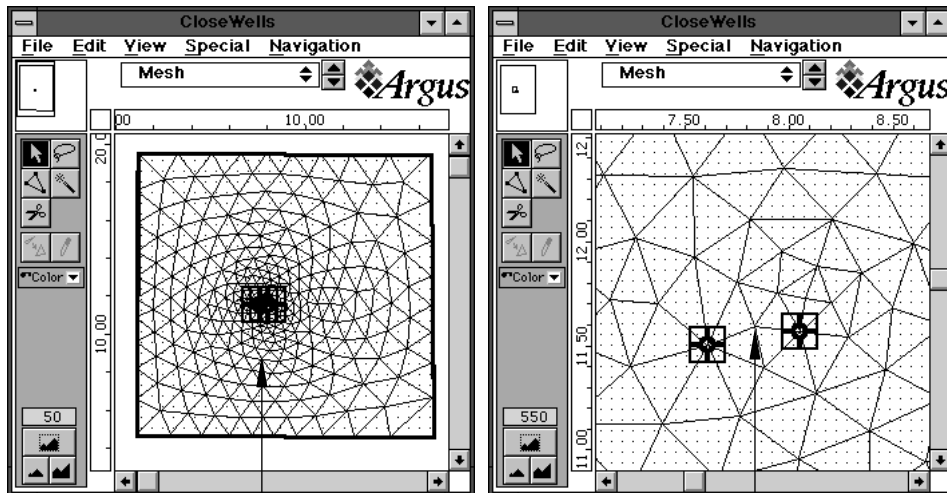 CloseWells
File Edit View Special Navigation
Mesh
Argus
00 10.00
20.0
10.00
Color
50
CloseWells
File Edit View Special Navigation
Mesh
Argus
7.50 8.00 8.50
12.
12.00
11.50
11.00
Color
550